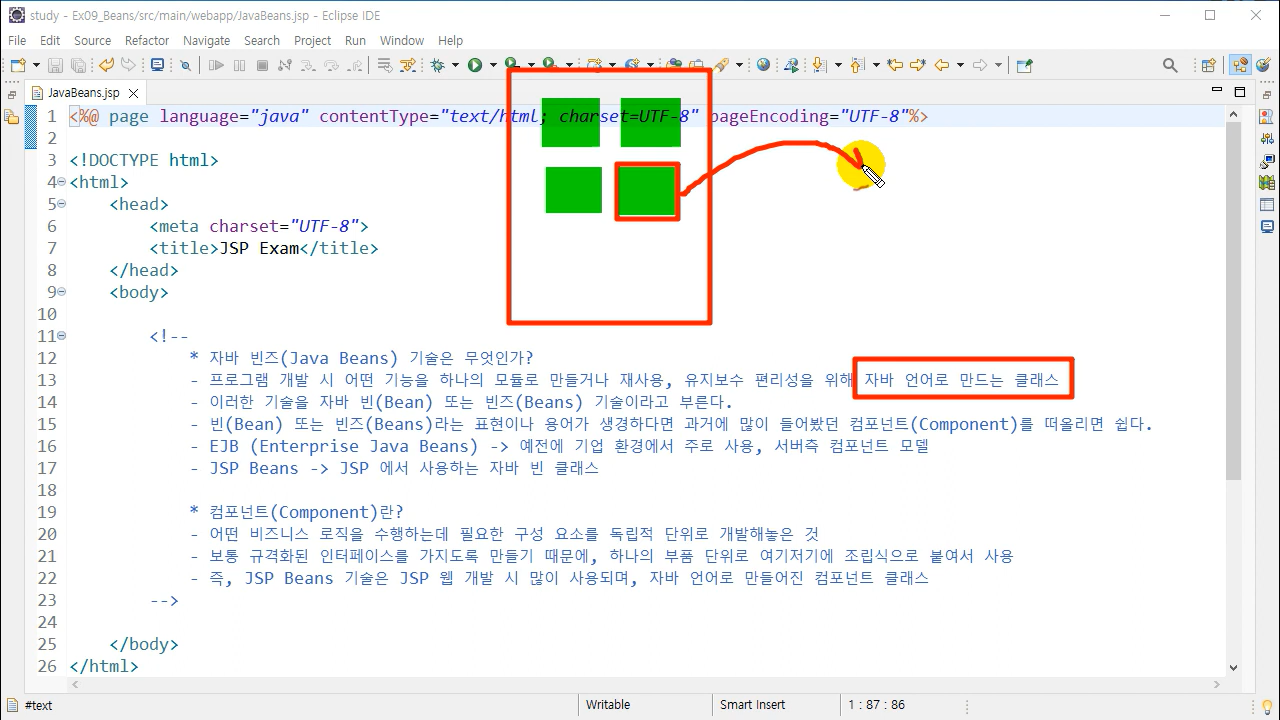 study - Ex09_Beans/src/main/webapp/JavaBeans.jsp - Eclipse IDE
File Edit Source Refactor Navigate Search Project Run Window Help
JavaBeans.jsp
1 <%@ page language="java" contentType="text/html; charset=UTF-8" pageEncoding="UTF-8"%>
2
3 <!DOCTYPE html>
4 <html>
5 <head>
6 <meta charset="UTF-8">
7 <title>JSP Exam</title>
8 </head>
9 <body>
10
11 <!--
12 * 자바 빈즈(Java Beans) 기술은 무엇인가?
13 - 프로그램 개발 시 어떤 기능을 하나의 모듈로 만들거나 재사용, 유지보수 편리성을 위해 자바 언어로 만드는 클래스
14 - 이러한 기술을 자바 빈(Bean) 또는 빈즈(Beans) 기술이라고 부른다.
15 - 빈(Bean) 또는 빈즈(Beans)라는 표현이나 용어가 생경하다면 과거에 많이 들어봤던 컴포넌트(Component)를 떠올리면 쉽다.
16 - EJB (Enterprise Java Beans) -> 예전에 기업 환경에서 주로 사용, 서버측 컴포넌트 모델
17 - JSP Beans -> JSP 에서 사용하는 자바 빈 클래스
18
19 * 컴포넌트(Component)란?
20 - 어떤 비즈니스 로직을 수행하는데 필요한 구성 요소를 독립적 단위로 개발해놓은 것
21 - 보통 규격화된 인터페이스를 가지도록 만들기 때문에, 하나의 부품 단위로 여기저기에 조립식으로 붙여서 사용
22 - 즉, JSP Beans 기술은 JSP 웹 개발 시 많이 사용되며, 자바 언어로 만들어진 컴포넌트 클래스
23 -->
24
25 </body>
26 </html>
#text Writable Smart Insert 1 : 87 : 86